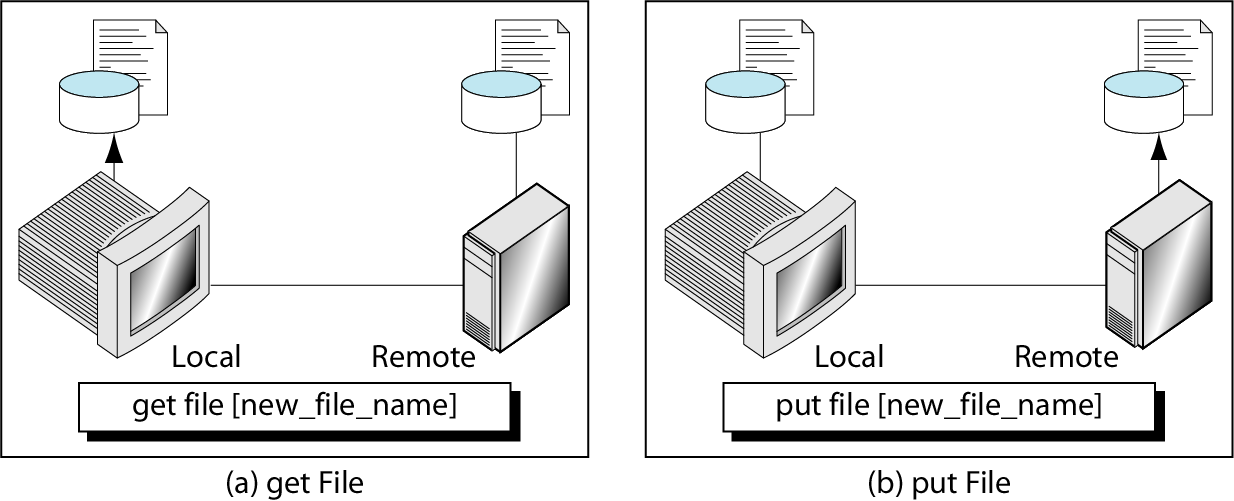 Local
Remote
get file [new_file_name]
(a) get File
Local
Remote
put file [new_file_name]
(b) put File